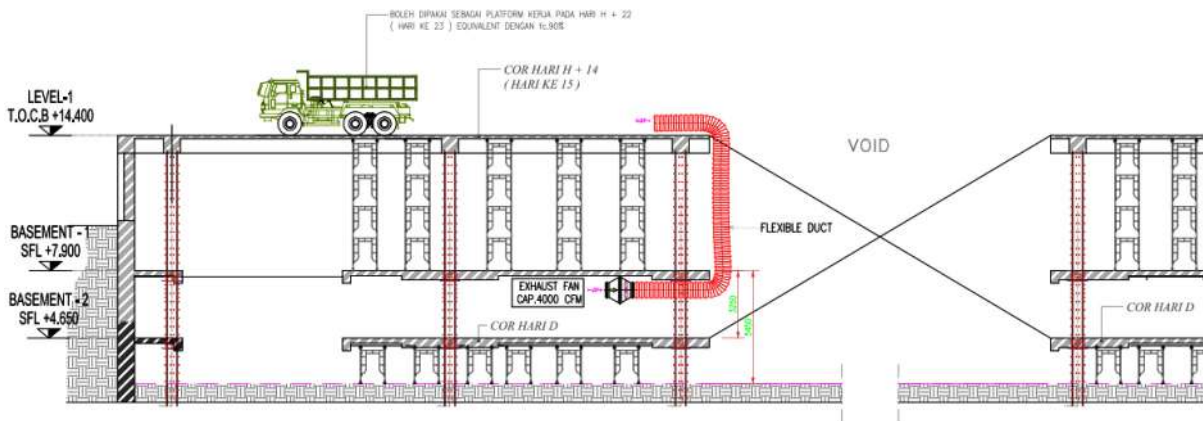 BOLEH DIPAKAI SEBAGAI PLATFORM KERJA PADA HARI H + 22
( HARI KE 23 ) EQUIVALENT DENGAN fc.90%
COR HARI H + 14
( HARI KE 15 )
LEVEL-1
T.O.C.B +14.400
VOID
FLEXIBLE DUCT
BASEMENT - 1
SFL +7.900
EXHAUST FAN
CAP.4000 CFM
BASEMENT - 2
SFL +4.650
3250
COR HARI D
COR HARI D